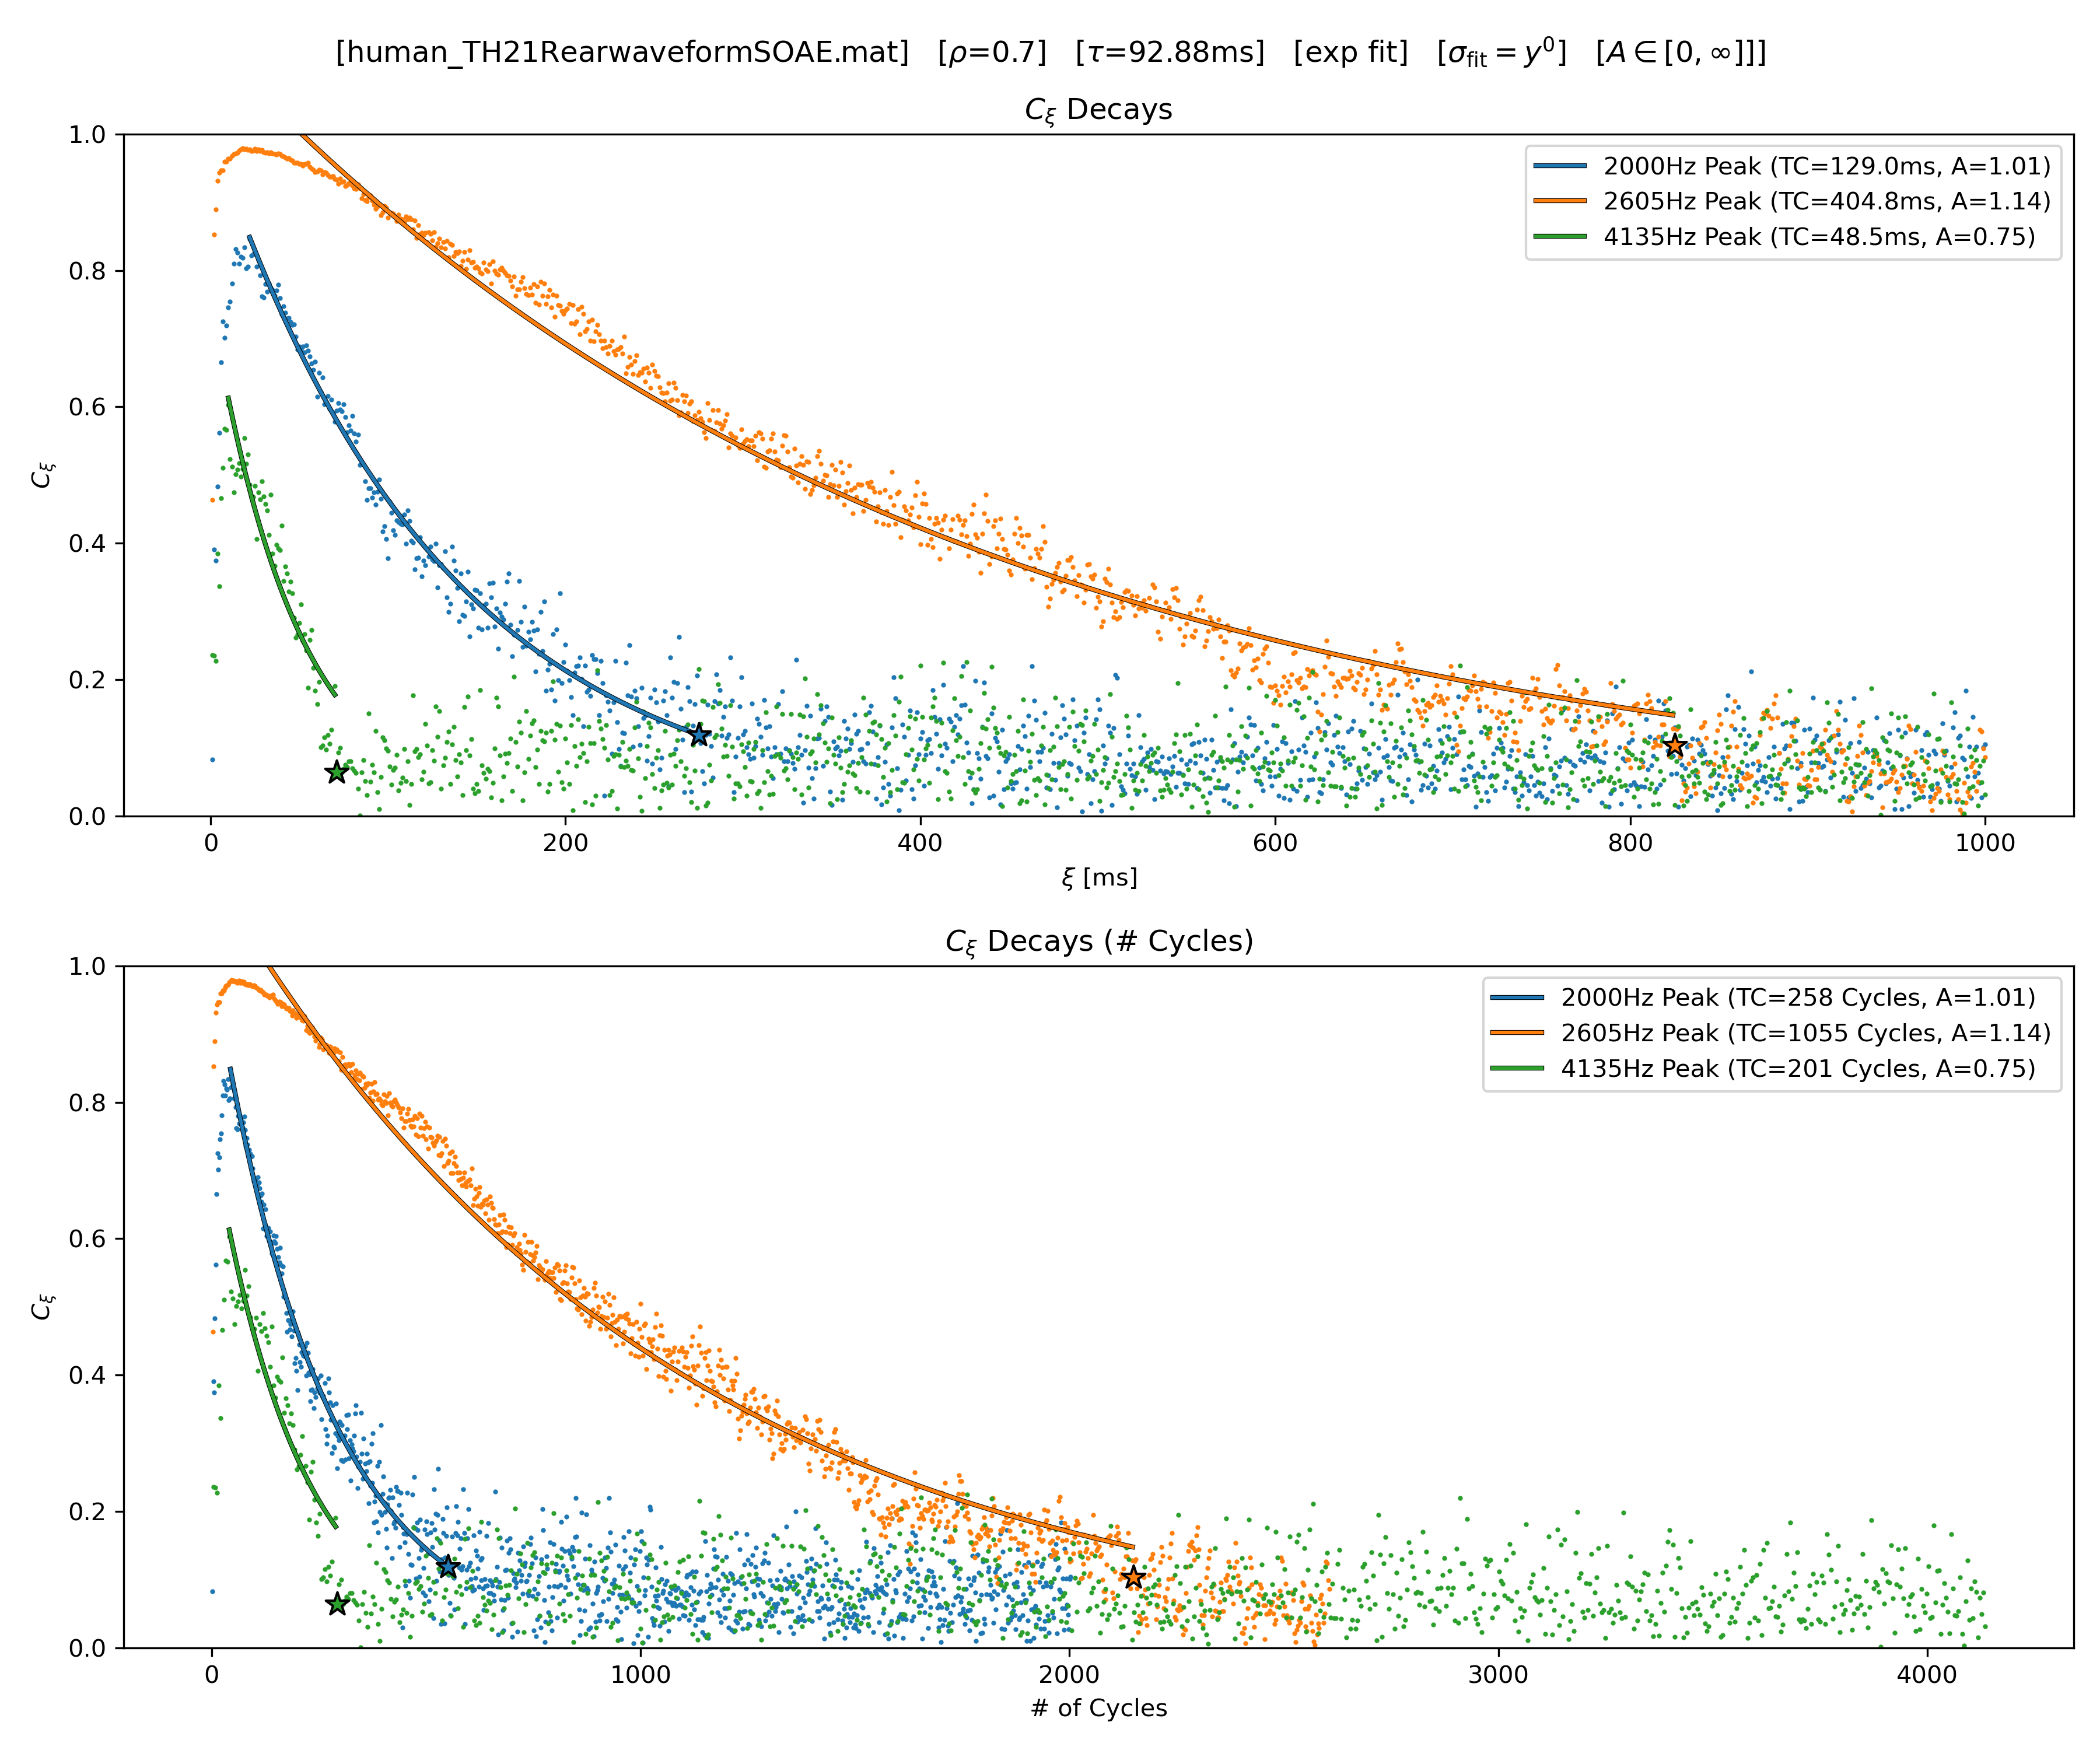 [human_TH21RearwaveformSOAE.mat] [ρ=0.7] [τ=92.88ms] [exp fit] [σ_fit = y^0] [A ∈ [0, ∞]]]
C_ξ Decays
1.0
0.8
0.6
0.4
0.2
0.0
C_ξ
2000Hz Peak (TC=129.0ms, A=1.01)
2605Hz Peak (TC=404.8ms, A=1.14)
4135Hz Peak (TC=48.5ms, A=0.75)
0 200 400 600 800 1000
ξ [ms]
C_ξ Decays (# Cycles)
1.0
0.8
0.6
0.4
0.2
0.0
C_ξ
2000Hz Peak (TC=258 Cycles, A=1.01)
2605Hz Peak (TC=1055 Cycles, A=1.14)
4135Hz Peak (TC=201 Cycles, A=0.75)
0 1000 2000 3000 4000
# of Cycles